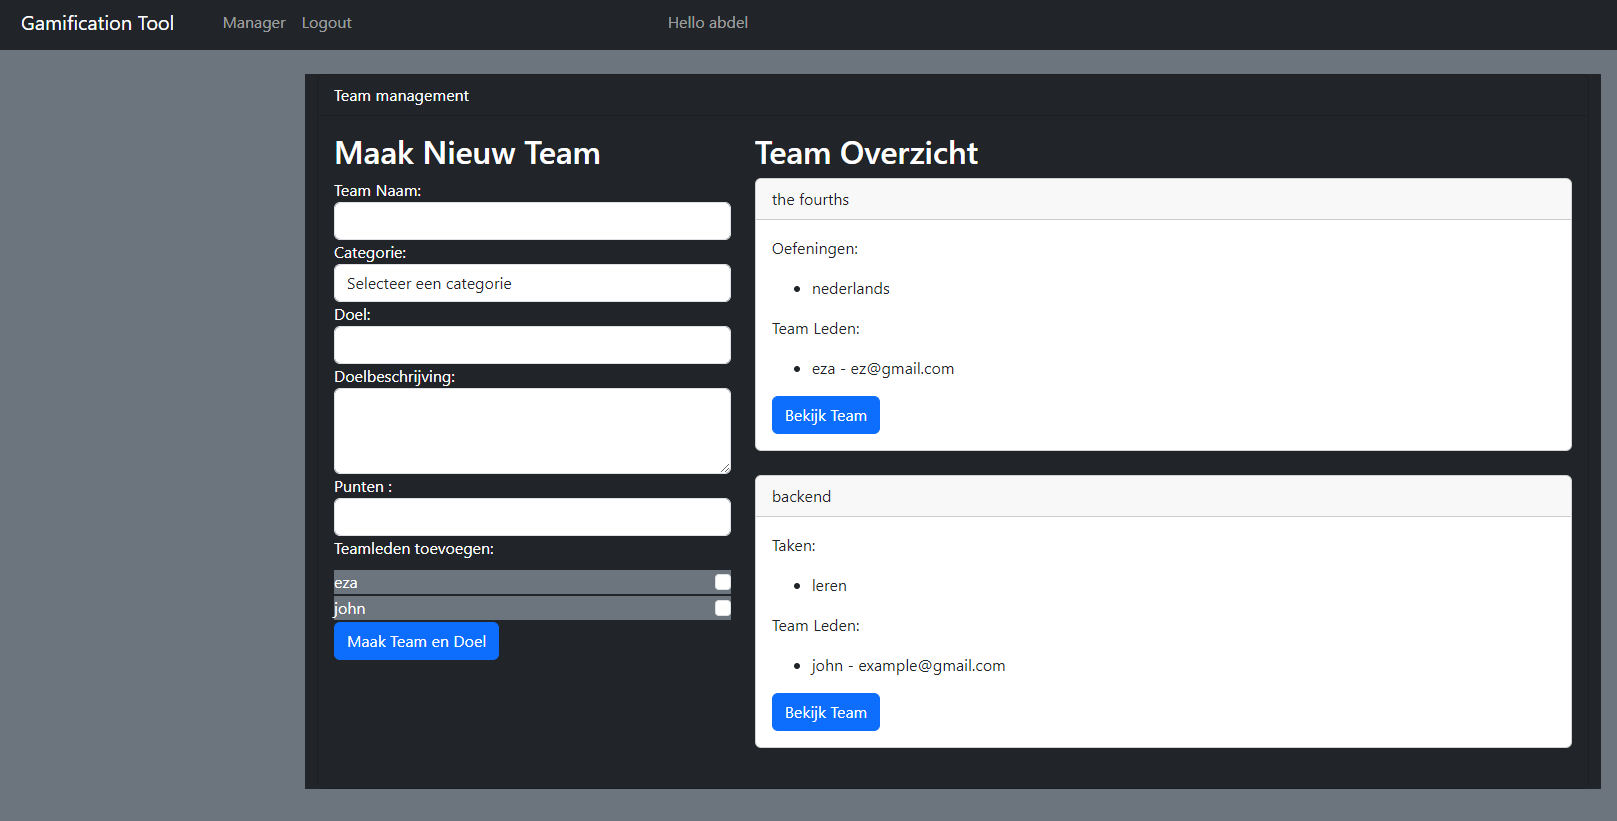 Gamification Tool
Manager
Logout
Hello abdel
Team management
Maak Nieuw Team
Team Naam:
Categorie:
Selecteer een categorie
Doel:
Doelbeschrijving:
Punten :
Teamleden toevoegen:
eza
john
Maak Team en Doel
Team Overzicht
the fourths
Oefeningen:
nederlands
Team Leden:
eza - ez@gmail.com
Bekijk Team
backend
Taken:
leren
Team Leden:
john - example@gmail.com
Bekijk Team